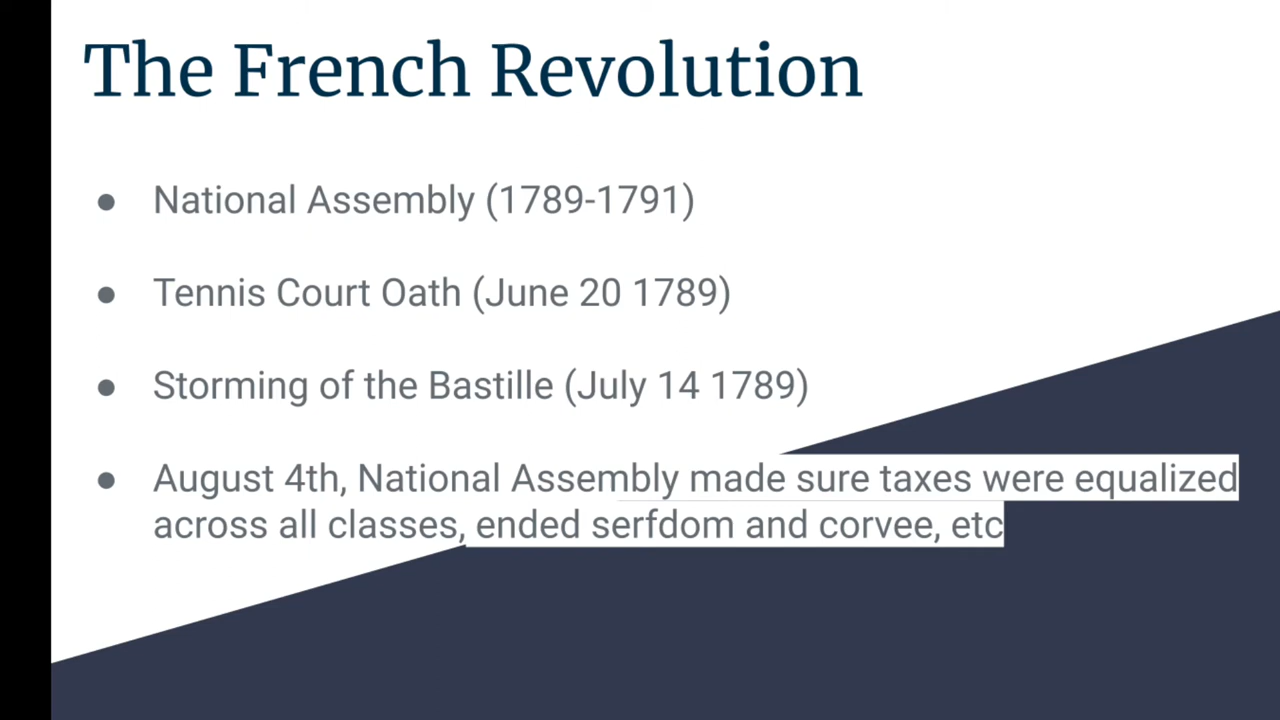 The French Revolution
● National Assembly (1789-1791)
● Tennis Court Oath (June 20 1789)
● Storming of the Bastille (July 14 1789)
● August 4th, National Assembly made sure taxes were equalized
across all classes, ended serfdom and corvee, etc